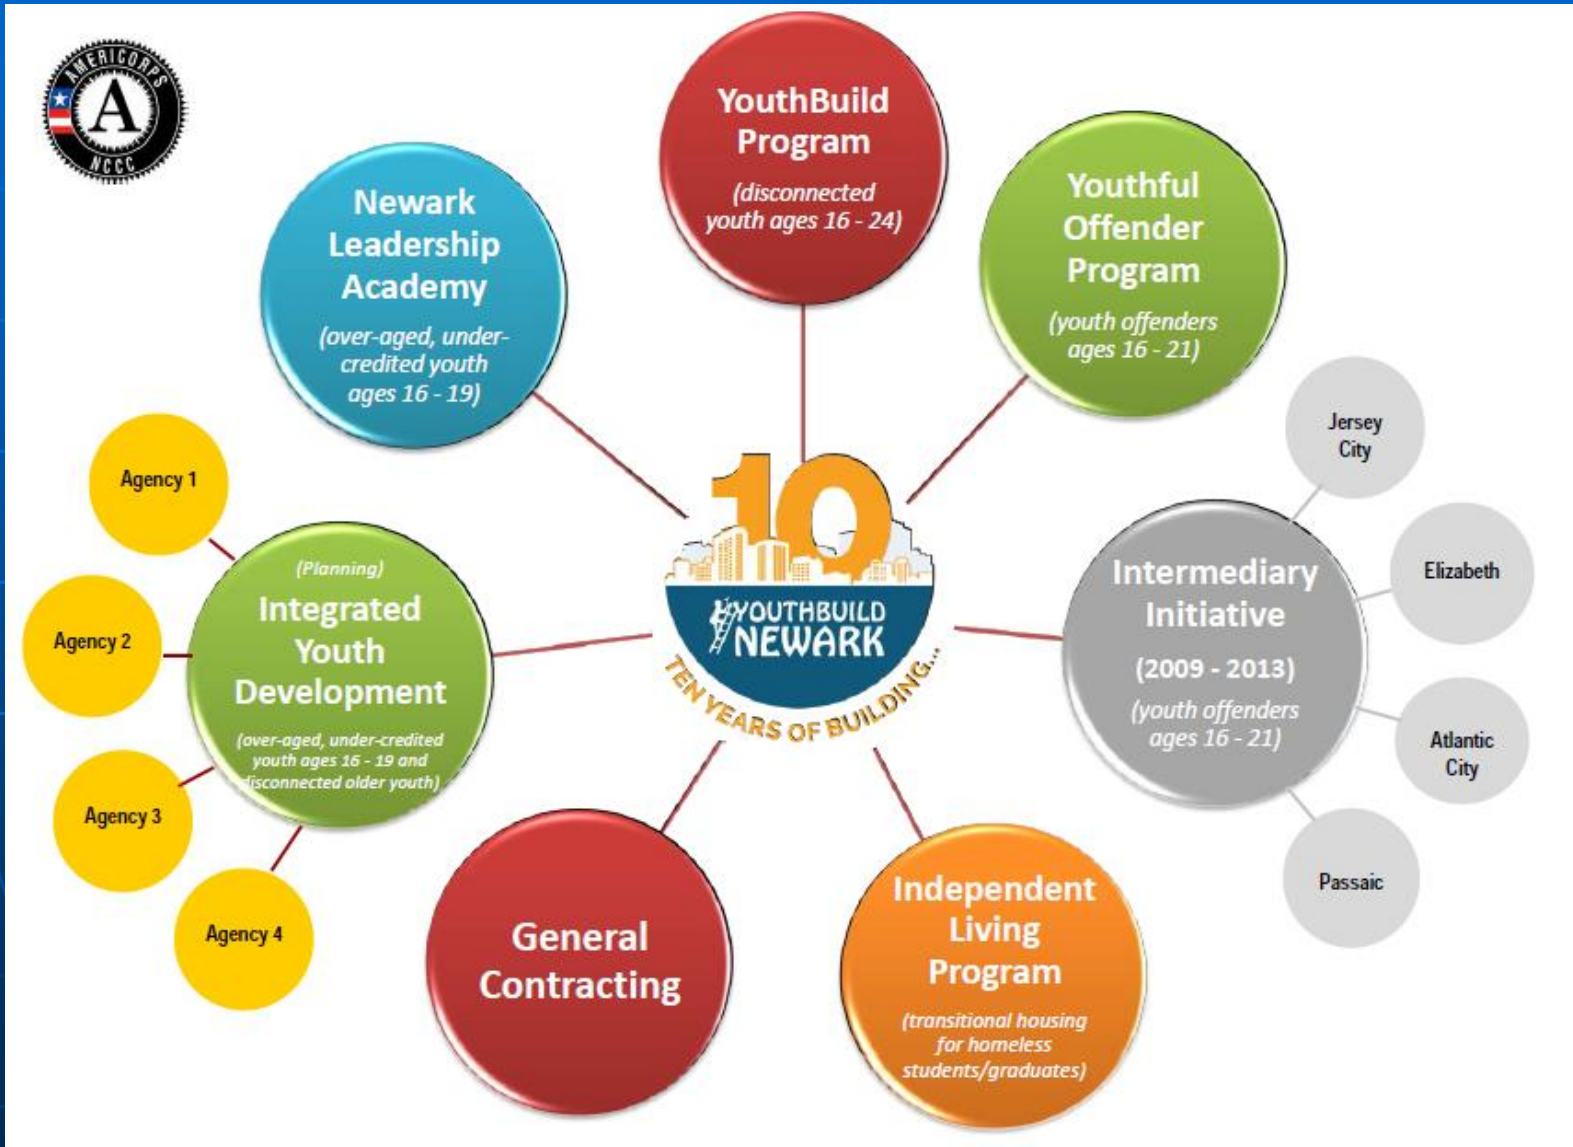 AMERICORPS
A
NCCC
YouthBuild
Program
(disconnected
youth ages 16 - 24)
Newark
Leadership
Academy
(over-aged, under-
credited youth
ages 16 - 19)
Youthful
Offender
Program
(youth offenders
ages 16 - 21)
Agency 1
Agency 2
Agency 3
Agency 4
(Planning)
Integrated
Youth
Development
(over-aged, under-credited
youth ages 16 - 19 and
disconnected older youth)
10
YOUTHBUILD
NEWARK
TEN YEARS OF BUILDING...
Intermediary
Initiative
(2009 - 2013)
(youth offenders
ages 16 - 21)
Jersey
City
Elizabeth
Atlantic
City
Passaic
General
Contracting
Independent
Living
Program
(transitional housing
for homeless
students/graduates)